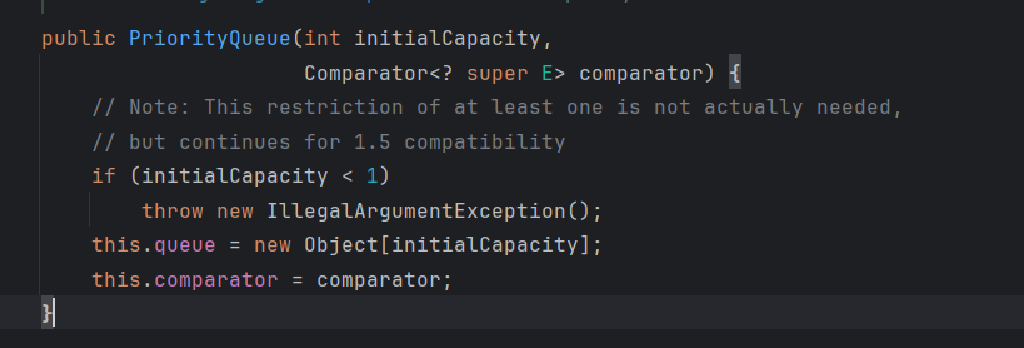 public PriorityQueue(int initialCapacity,
                     Comparator<? super E> comparator) {
    // Note: This restriction of at least one is not actually needed,
    // but continues for 1.5 compatibility
    if (initialCapacity < 1)
        throw new IllegalArgumentException();
    this.queue = new Object[initialCapacity];
    this.comparator = comparator;
}